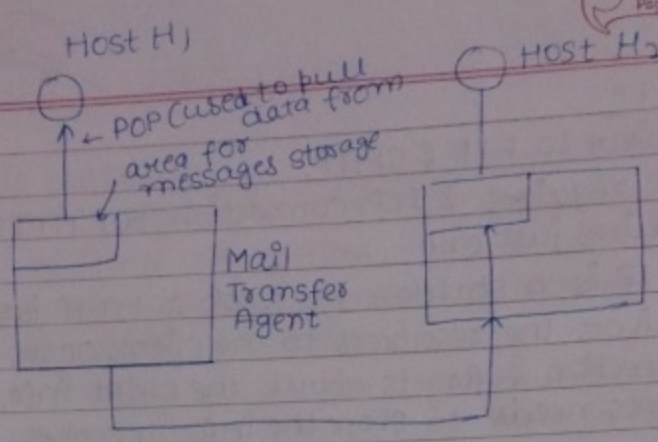 Host H1
Host H2
POP (used to pull
data from
area for
messages storage
Mail
Transfer
Agent